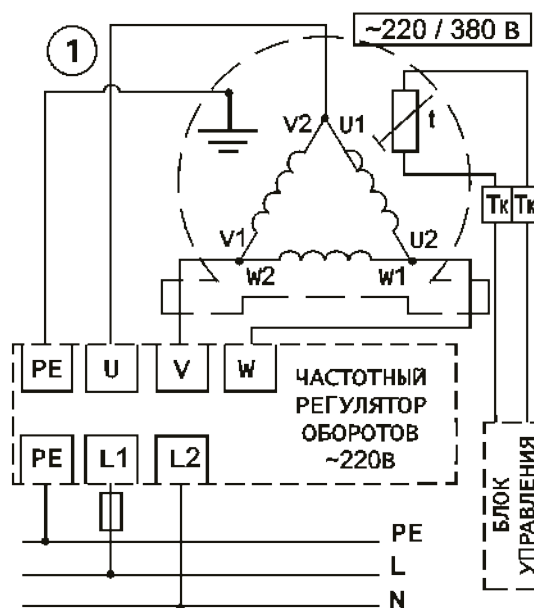 1
~220 / 380 В
V2
U1
t
Тк
Тк
V1
U2
W2
W1
PE
U
V
W
ЧАСТОТНЫЙ
РЕГУЛЯТОР
ОБОРОТОВ
~220В
PE
L1
L2
БЛОК
УПРАВЛЕНИЯ
PE
L
N